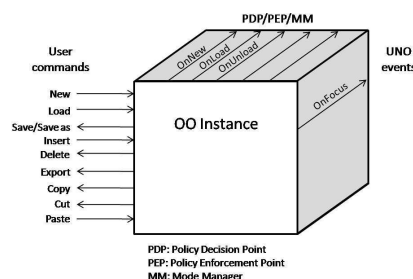 PDP/PEP/MM
User
commands
UNO
events
OnNew
OnLoad
OnUnload
OnFocus
OO Instance
New
Load
Save/Save as
Insert
Delete
Export
Copy
Cut
Paste
PDP: Policy Decision Point
PEP: Policy Enforcement Point
MM: Mode Manager